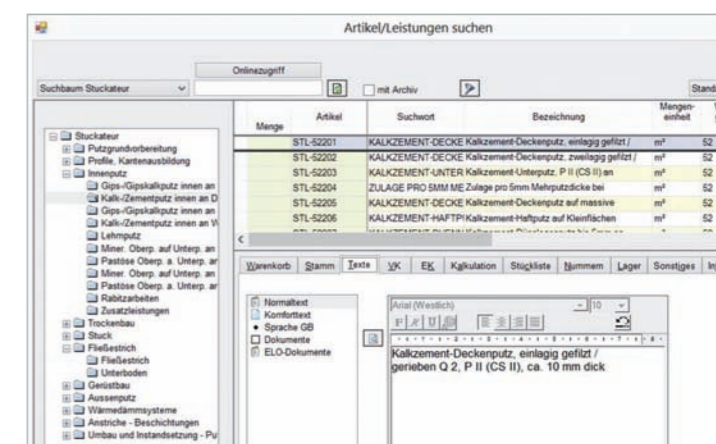 Artikel/Leistungen suchen
Onlinezugriff
Suchbaum Stuckateur
mit Archiv
Menge Artikel Suchwort Bezeichnung Mengen-
einheit
STL-52201 KALKZEMENT-DECKE Kalkzement-Deckenputz, einlagig gefilzt / m² 52
STL-52202 KALKZEMENT-DECKE Kalkzement-Deckenputz, zweilagig gefilzt / m² 52
STL-52203 KALKZEMENT-UNTER Kalkzement-Unterputz, P II (CS II) an m² 52
STL-52204 ZULAGE PRO 5MM ME Zulage pro 5mm Mehrputzdicke bei m² 52
STL-52205 KALKZEMENT-DECKE Kalkzement-Deckenputz auf massive m² 52
STL-52206 KALKZEMENT-HAFTPI Kalkzement-Haftputz auf Kleinflächen m² 52
Stuckateur
Putzgrundvorbereitung
Profile, Kantenausbildung
Innenputz
Gips-/Gipskalkputz innen an
Kalk-/Zementputz innen an D
Gips-/Gipskalkputz innen an
Kalk-/Zementputz innen an W
Lehmputz
Miner. Oberp. auf Unterp. an
Pastöse Oberp. a. Unterp. ar
Miner. Oberp. auf Unterp. an
Pastöse Oberp. a. Unterp. ar
Rabitzarbeiten
Zusatzleistungen
Trockenbau
Stuck
Fließestrich
Fließestrich
Unterboden
Gerüstbau
Aussenputz
Wärmedämmsysteme
Anstriche - Beschichtungen
Umbau und Instandsetzung - Pu
Warenkorb Stamm Texte VK EK Kalkulation Stückliste Nummern Lager Sonstiges
Normaltext
Komforttext
Sprache GB
Dokumente
ELO-Dokumente
Arial (Westlich) 10
F K U
Kalkzement-Deckenputz, einlagig gefilzt /
gerieben Q 2, P II (CS II), ca. 10 mm dick